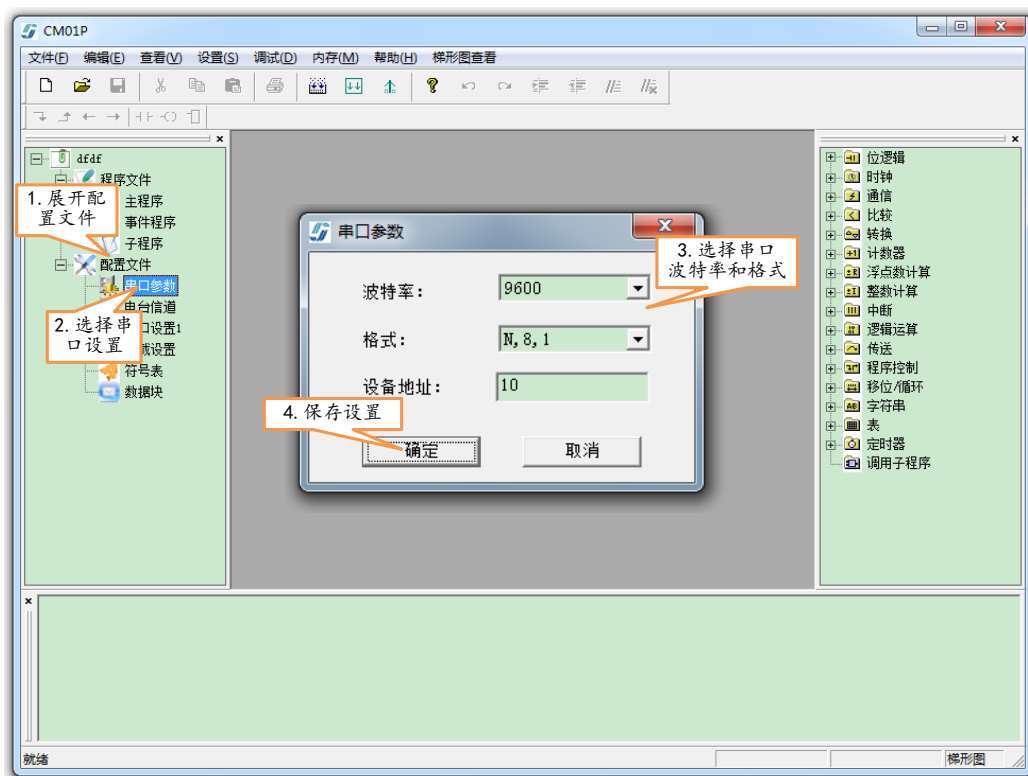 CM01P
文件(F) 编辑(E) 查看(V) 设置(S) 调试(D) 内存(M) 帮助(H) 梯形图查看
dfdf
程序文件
主程序
事件程序
子程序
配置文件
串口参数
电台信道
口设置1
设置
符号表
数据块
1.展开配
置文件
2.选择串
口设置
串口参数
波特率:
9600
格式:
N,8,1
设备地址:
10
确定
取消
3.选择串口
波特率和格式
4.保存设置
位逻辑
时钟
通信
比较
转换
计数器
浮点数计算
整数计算
中断
逻辑运算
传送
程序控制
移位/循环
字符串
表
定时器
调用子程序
就绪
梯形图